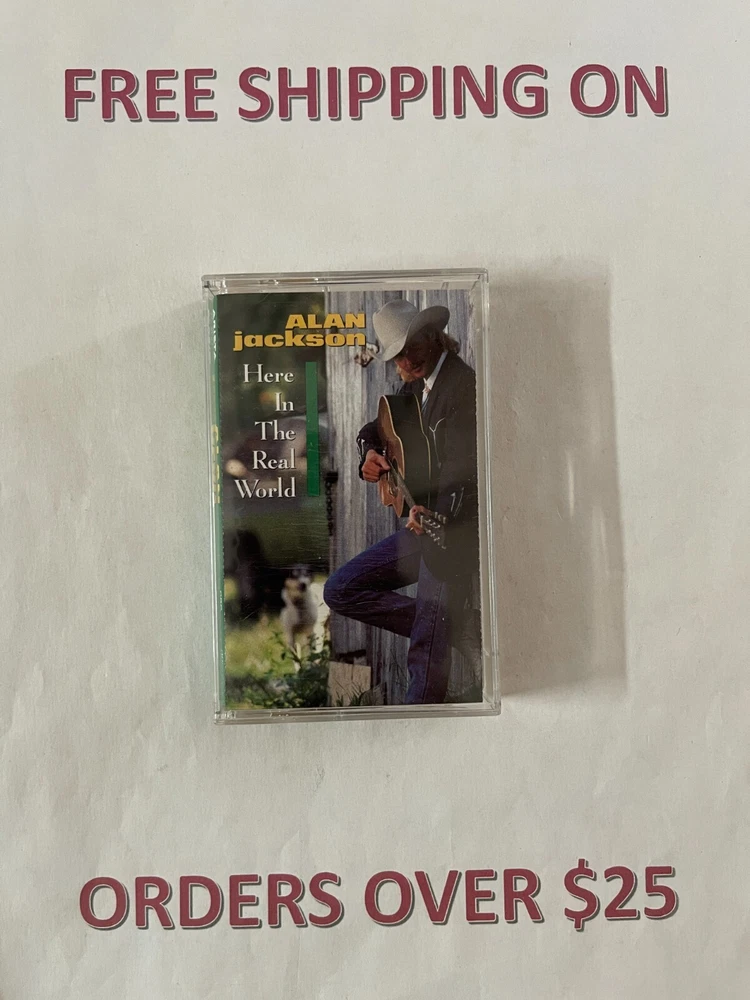 FREE SHIPPING ON
ALAN
jackson
Here
In
The
Real
World
ORDERS OVER $25